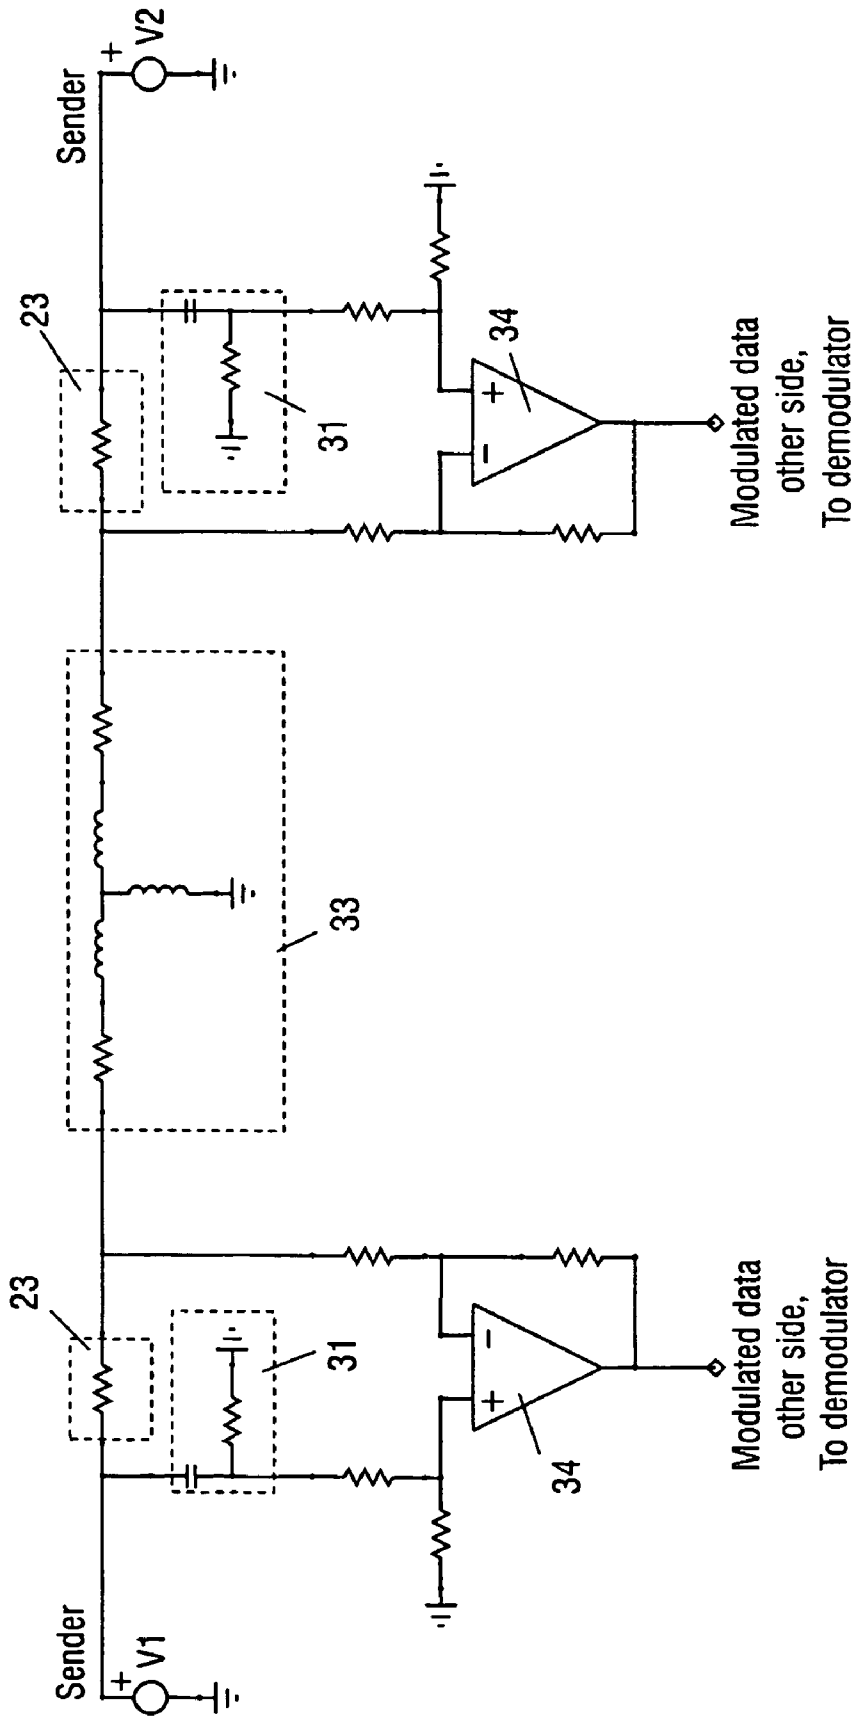 Sender
+
V1
23
31
34
+
−
Modulated data
other side,
To demodulator
33
23
31
34
+
−
Modulated data
other side,
To demodulator
Sender
+
V2